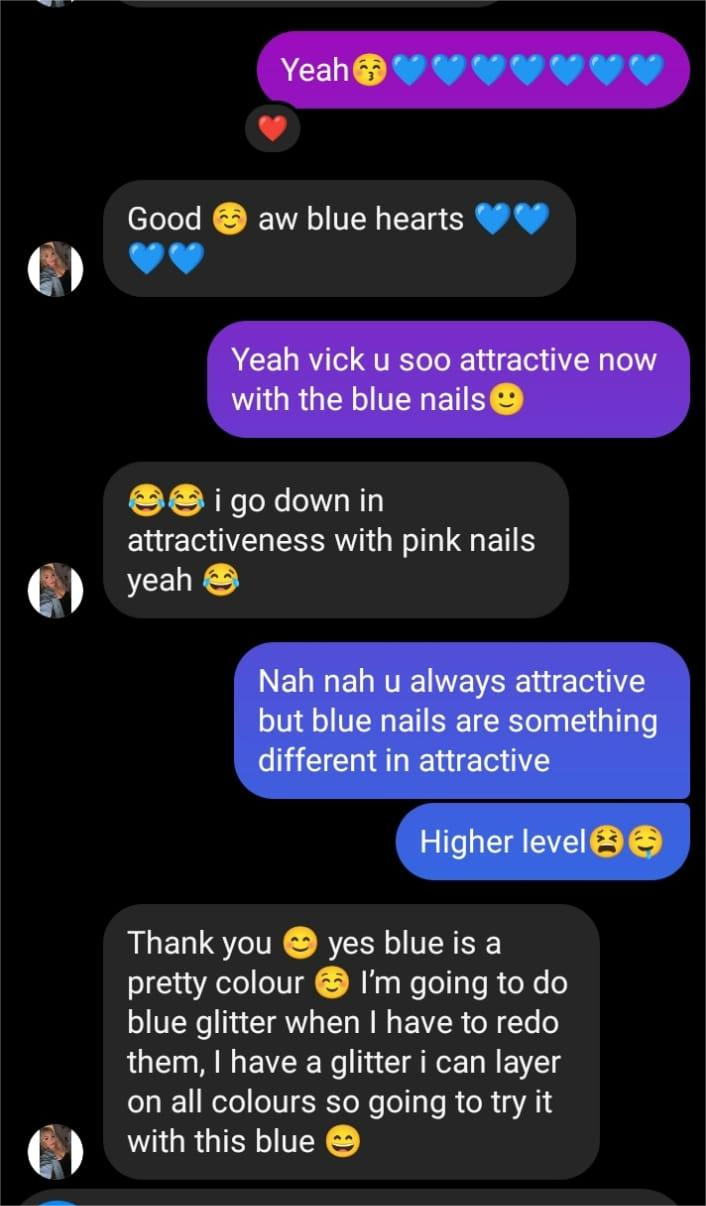 Yeah😚💙💙💙💙💙💙💙
❤️
Good ☺️ aw blue hearts 💙💙
💙💙
Yeah vick u soo attractive now
with the blue nails🙂
😂😂 i go down in
attractiveness with pink nails
yeah 😂
Nah nah u always attractive
but blue nails are something
different in attractive
Higher level😫🤤
Thank you 😊 yes blue is a
pretty colour ☺️ I’m going to do
blue glitter when I have to redo
them, I have a glitter i can layer
on all colours so going to try it
with this blue 😄